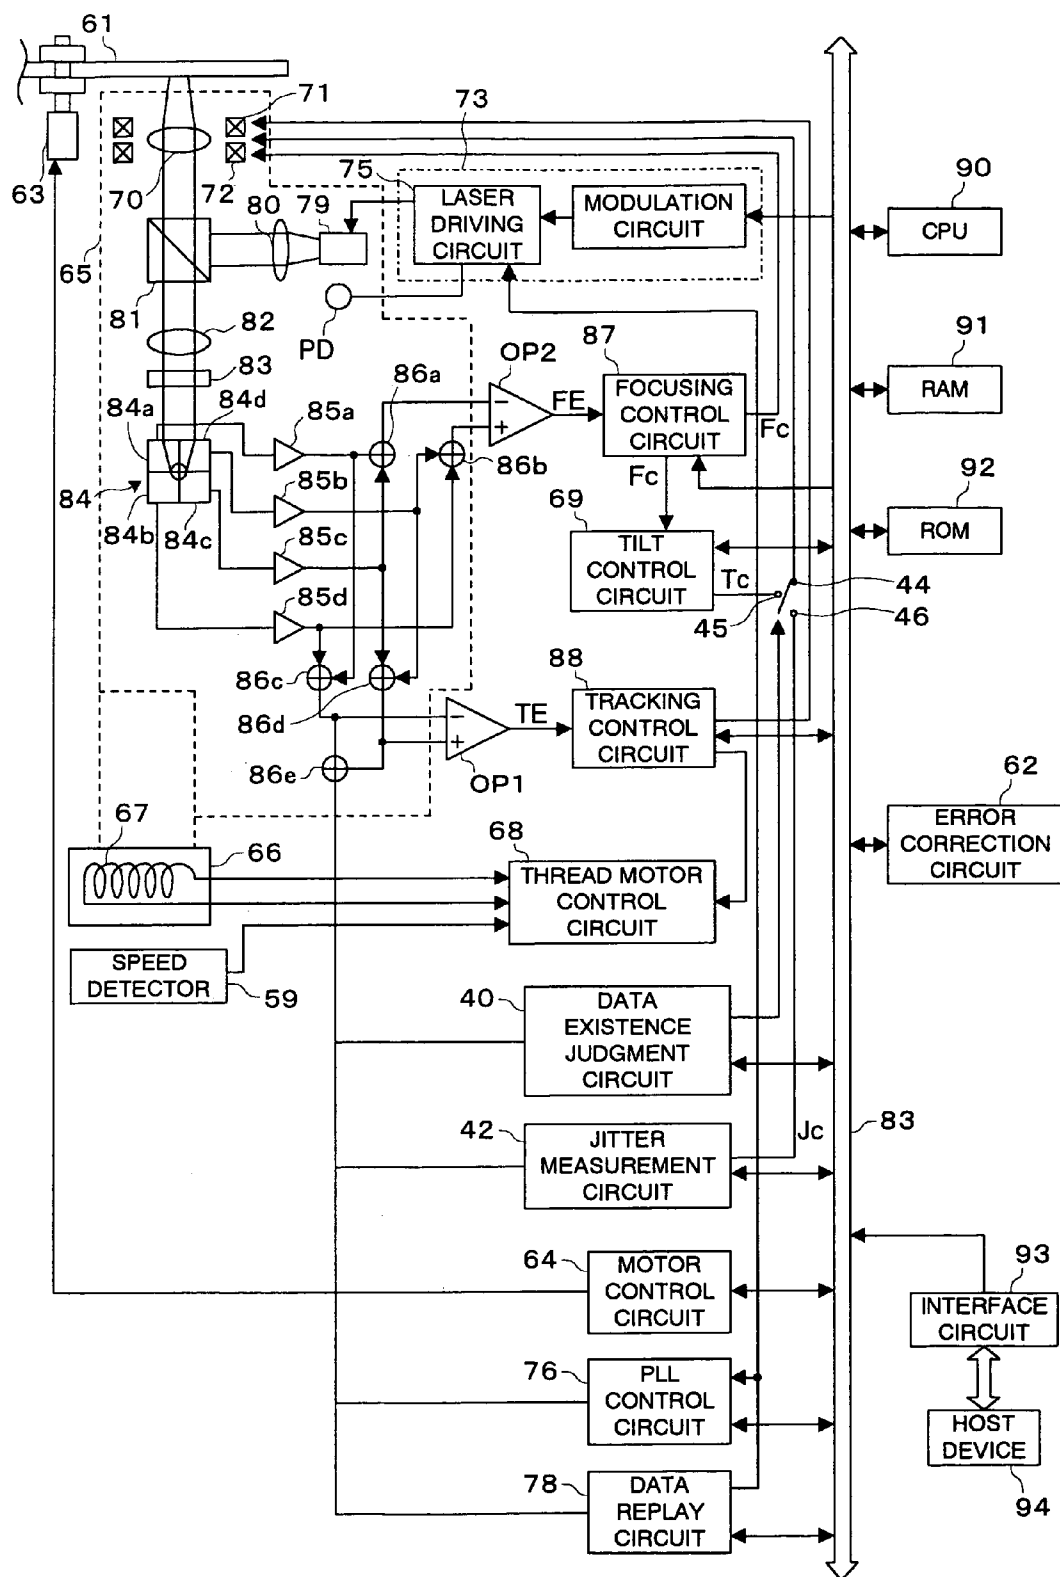 61
71
73
63
70
72
75
LASER
DRIVING
CIRCUIT
MODULATION
CIRCUIT
80
79
65
81
82
PD
83
90
CPU
91
RAM
92
ROM
OP2
87
86a
FE
FOCUSING
CONTROL
CIRCUIT
Fc
Fc
84a
84d
85a
86b
84
84b
84c
85b
85c
85d
69
TILT
CONTROL
CIRCUIT
Tc
44
45
46
86c
86d
86e
88
TE
TRACKING
CONTROL
CIRCUIT
OP1
62
ERROR
CORRECTION
CIRCUIT
67
66
68
THREAD MOTOR
CONTROL
CIRCUIT
SPEED
DETECTOR
59
40
DATA
EXISTENCE
JUDGMENT
CIRCUIT
42
JITTER
MEASUREMENT
CIRCUIT
Jc
83
64
MOTOR
CONTROL
CIRCUIT
93
INTERFACE
CIRCUIT
76
PLL
CONTROL
CIRCUIT
HOST
DEVICE
94
78
DATA
REPLAY
CIRCUIT